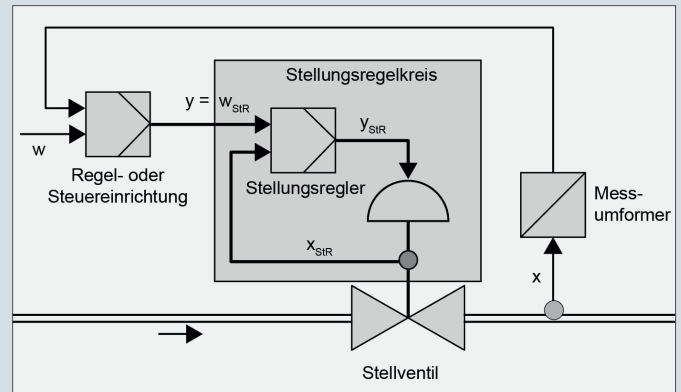 Stellungsregelkreis
y = w_StR
y_StR
w
Regel- oder
Steuereinrichtung
Stellungsregler
Mess-
umformer
x_StR
x
Stellventil